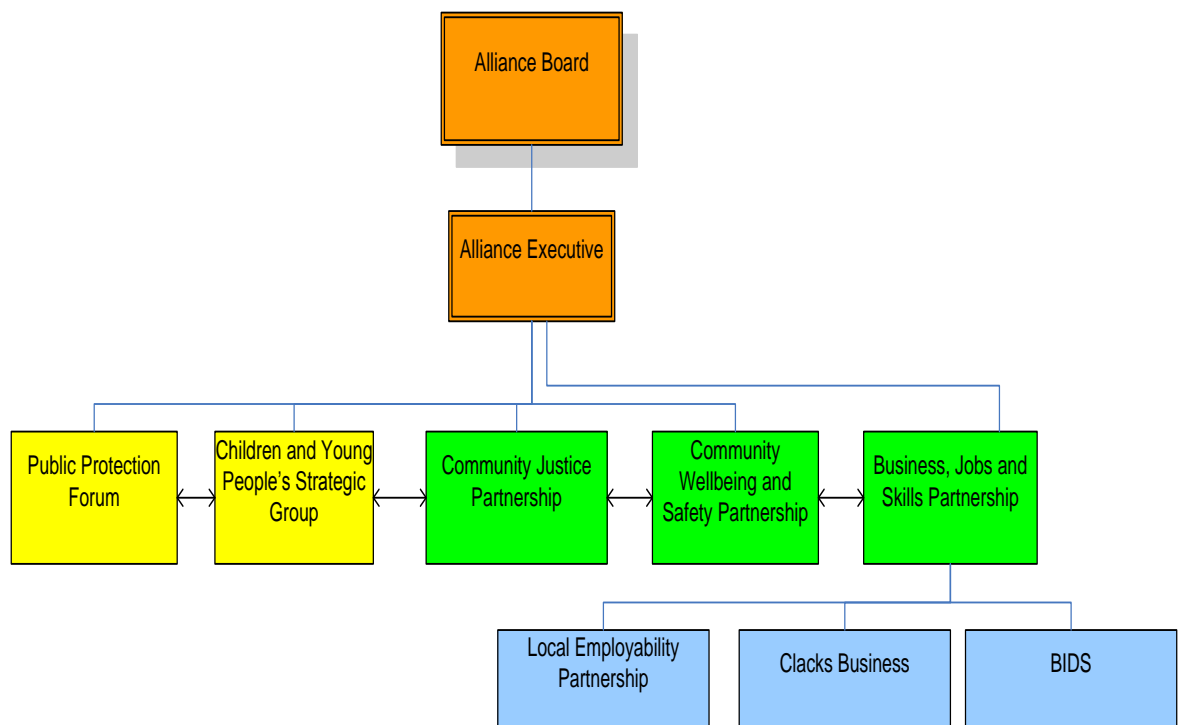 Alliance Board
Alliance Executive
Public Protection
Forum
Children and Young
People’s Strategic
Group
Community Justice
Partnership
Community
Wellbeing and
Safety Partnership
Business, Jobs and
Skills Partnership
Local Employability
Partnership
Clacks Business
BIDS